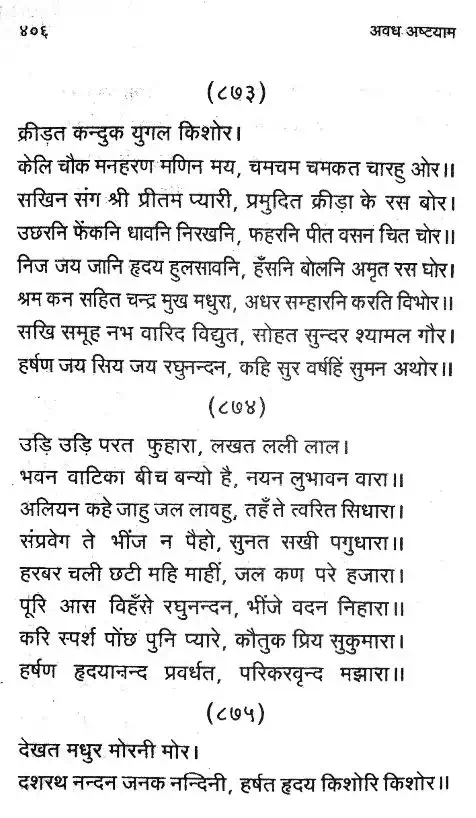 ४०६ अवध अष्टयाम
(८७३)
क्रीड़त कन्दुक युगल किशोर।
केलि चौक मनहरण मणिन मय, चमचम चमकत चारहु ओर॥
सखिन संग श्री प्रीतम प्यारी, प्रमुदित क्रीड़ा के रस बोर।
उछरनि फेंकनि धावनि निरखनि, फहरनि पीत वसन चित चोर॥
निज जय जानि हृदय हुलसावनि, हँसनि बोलनि अमृत रस घोर।
श्रम कन सहित चन्द्र मुख मधुरा, अधर सम्हारनि करति विभोर॥
सखि समूह नभ वारिद विद्युत, सोहत सुन्दर श्यामल गौर।
हर्षण जय सिय जय रघुनन्दन, कहि सुर वर्षहिं सुमन अथोर॥
(८७४)
उड़ि उड़ि परत फुहारा, लखत लली लाल।
भवन वाटिका बीच बन्यो है, नयन लुभावन वारा॥
अलियन कहे जाहु जल लावहु, तहँ ते त्वरित सिधारा।
संप्रवेग ते भींज न पैहो, सुनत सखी पगुधारा॥
हरबर चली छटी महि माहीं, जल कण परे हजारा।
पूरि आस विहँसे रघुनन्दन, भींजे वदन निहारा॥
करि स्पर्श पोंछ पुनि प्यारे, कौतुक प्रिय सुकुमारा।
हर्षण हृदयानन्द प्रवर्धत, परिकरवृन्द मझारा॥
(८७५)
देखत मधुर मोरनी मोर।
दशरथ नन्दन जनक नन्दिनी, हर्षत हृदय किशोरि किशोर॥